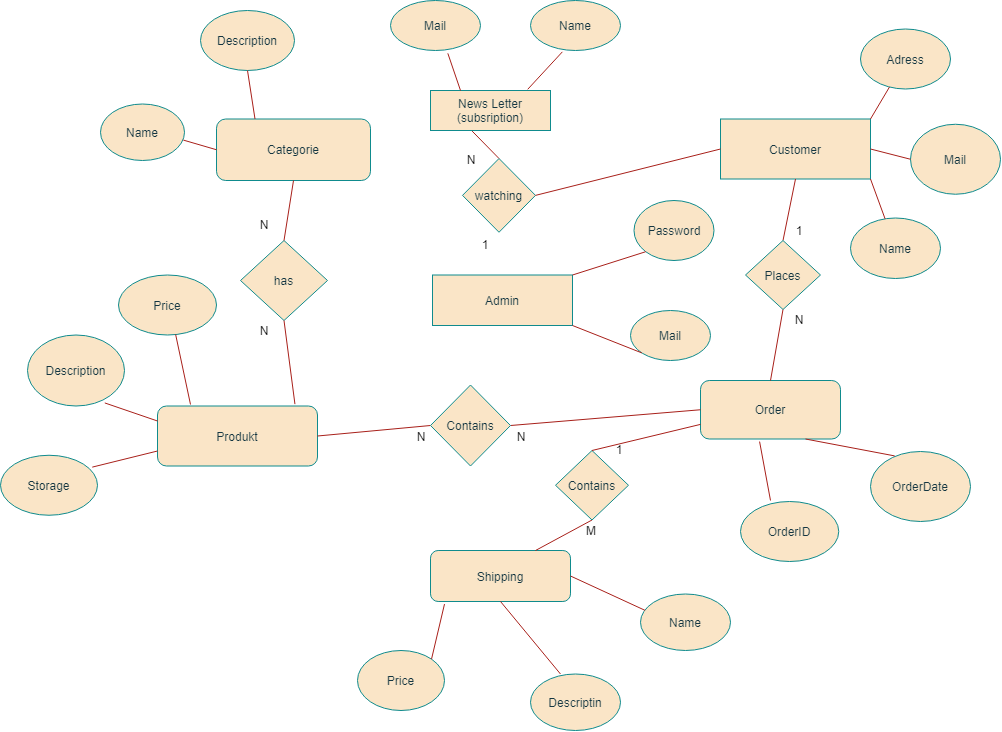 Mail
Name
Description
Adress
News Letter
(subsription)
Name
Categorie
Customer
Mail
N
watching
N
1
1
Password
Name
has
Places
Price
Admin
N
N
Mail
Description
Order
Produkt
N
Contains
N
1
Storage
Contains
OrderDate
M
OrderID
Shipping
Name
Price
Descriptin